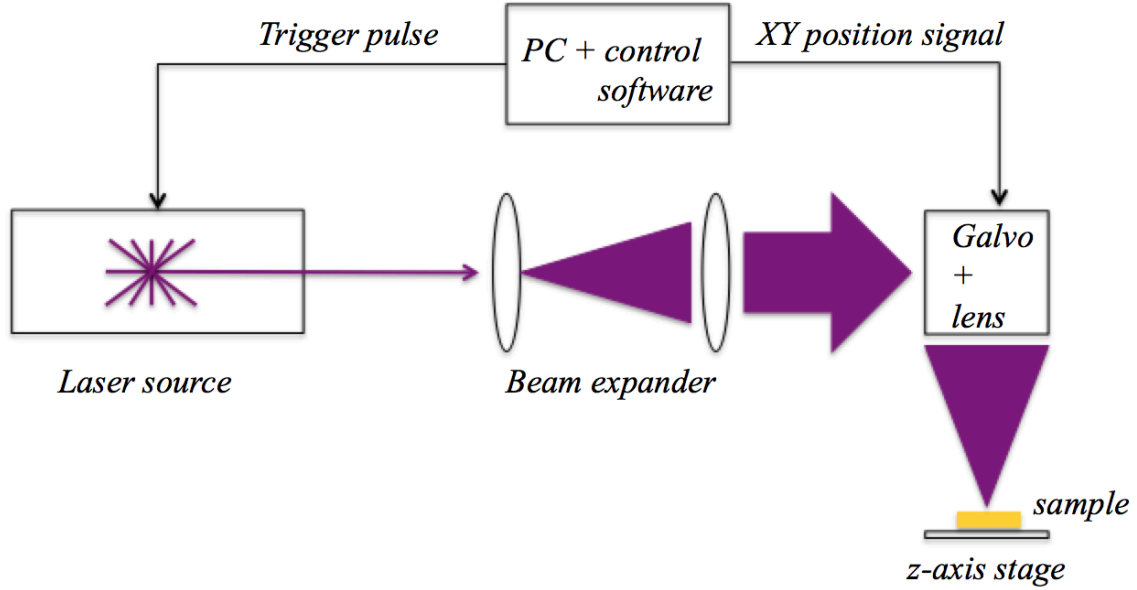 Trigger pulse
PC + control
software
XY position signal
Galvo
+
lens
Laser source
Beam expander
sample
z-axis stage